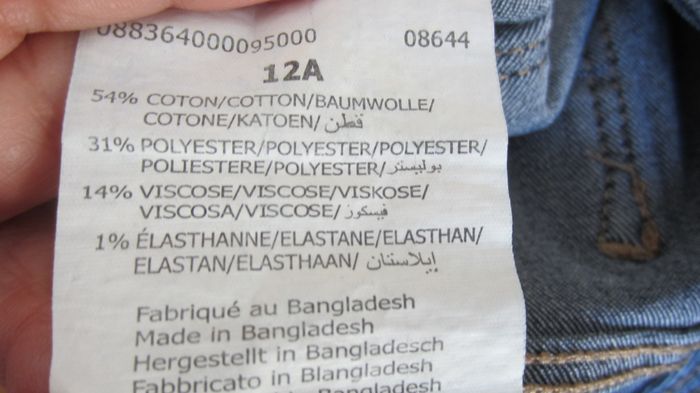 088364000095000 08644
12A
54% COTON/COTTON/BAUMWOLLE/
COTONE/KATOEN/ قطن
31% POLYESTER/POLYESTER/POLYESTER/
POLIESTERE/POLYESTER/ بوليستر
14% VISCOSE/VISCOSE/VISKOSE/
VISCOSA/VISCOSE/ فيسكوز
1% ÉLASTHANNE/ELASTANE/ELASTHAN/
ELASTAN/ELASTHAAN/ إيلاستان
Fabriqué au Bangladesh
Made in Bangladesh
Hergestellt in Bangladesch
Fabbricato in Blangladesh
Bangladesh